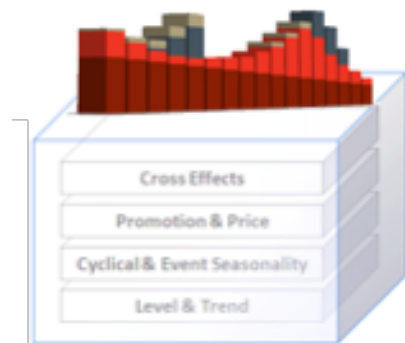 Cross Effects
Promotion & Price
Cyclical & Event Seasonality
Level & Trend